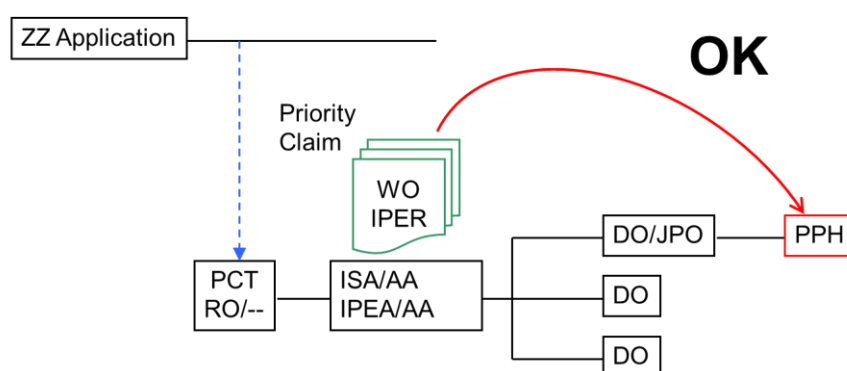 ZZ Application
OK
Priority
Claim
WO
IPER
DO/JPO
PPH
PCT
RO/--
ISA/AA
IPEA/AA
DO
DO